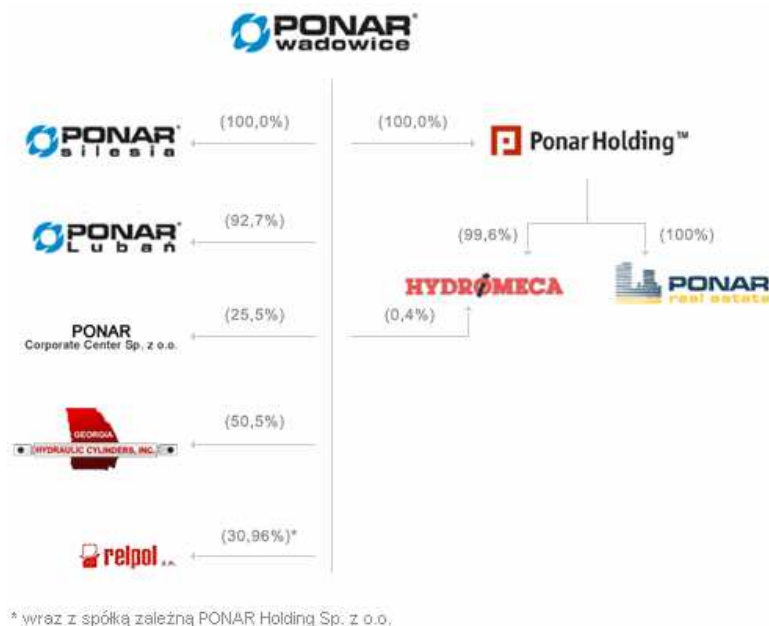 PONAR®
wadowice
(100,0%)
(100,0%)
PONAR®
silesia
Ponar Holding™
(92,7%)
PONAR®
Lubań
(99,6%)
(100%)
HYDROMECA
PONAR
real estate
(25,5%)
(0,4%)
PONAR
Corporate Center Sp. z o.o.
(50,5%)
GEORGIA
HYDRAULIC CYLINDERS, INC.
(30,96%)*
relpol s.a.
* wraz z spółką zależną PONAR Holding Sp. z o.o.